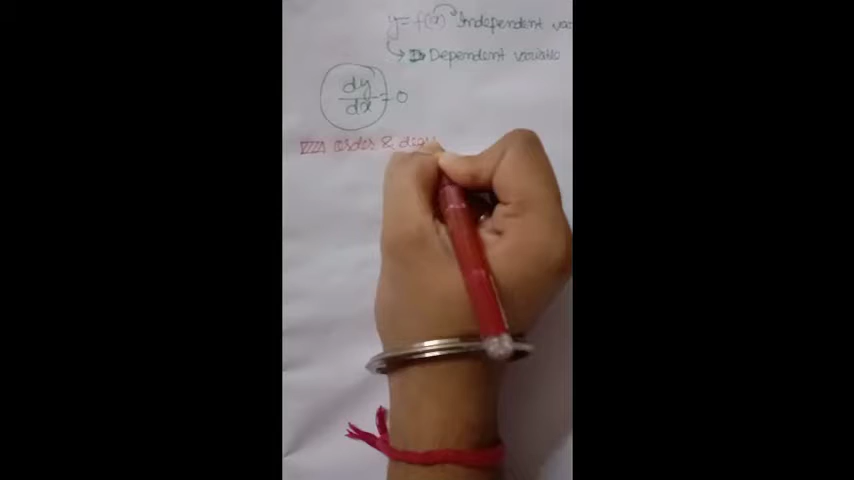 y = f(x) Independent
Dependent variable
dy/dx = 0
order &